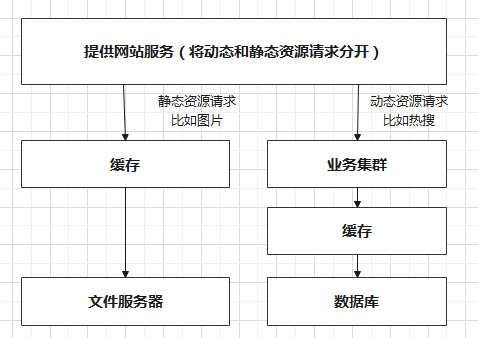 提供网站服务（将动态和静态资源请求分开）
静态资源请求
比如图片
动态资源请求
比如热搜
缓存
业务集群
缓存
文件服务器
数据库